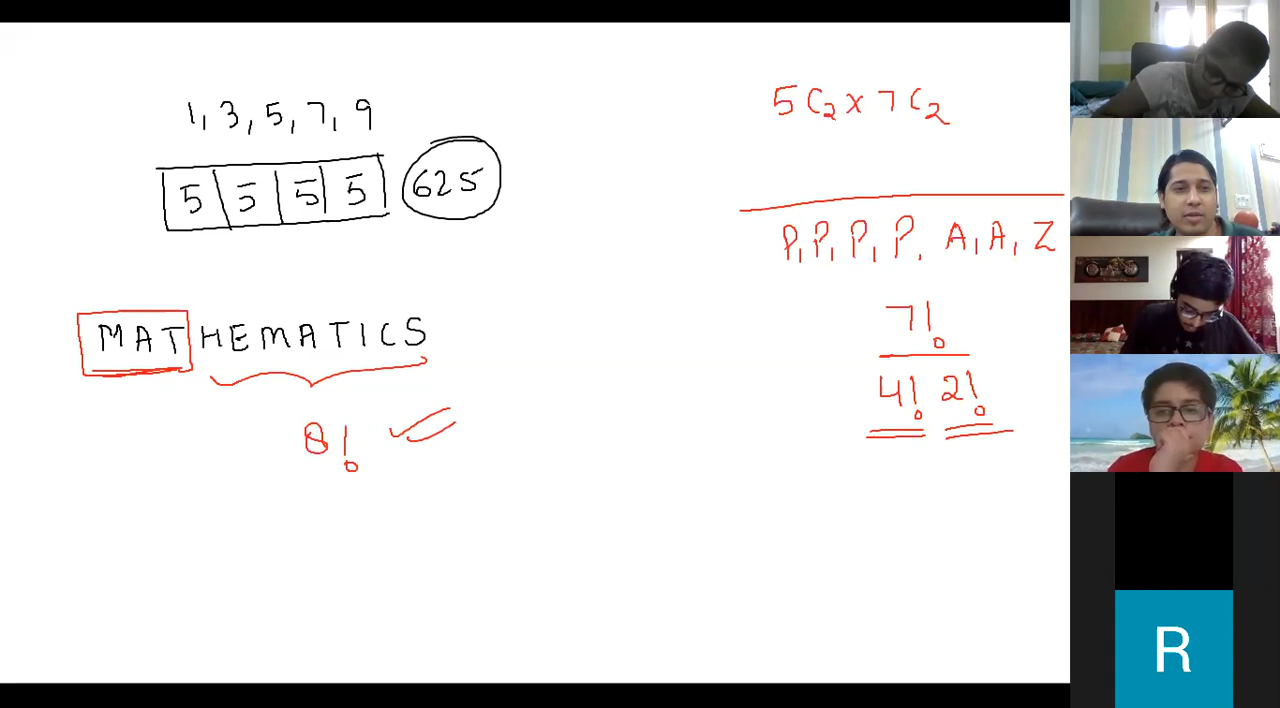 1, 3, 5, 7, 9
5 5 5 5 625
MATHEMATICS
8!
5C2 x 7C2
P, P, P, P, A, A, Z
7!
4! 2!
R